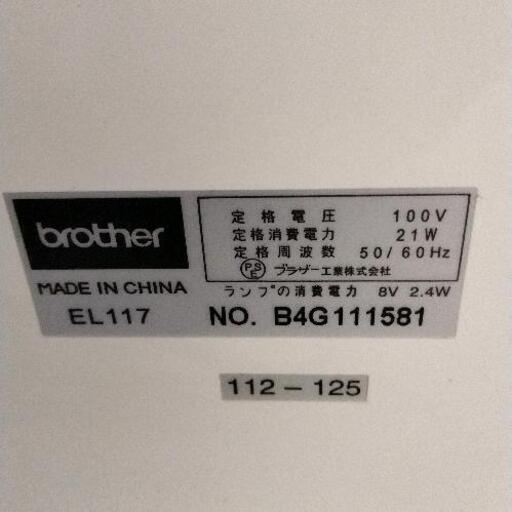 brother
MADE IN CHINA
EL117
定格電圧 100V
定格消費電力 21W
定格周波数 50/60Hz
PSE ブラザー工業株式会社
ランプの消費電力 8V 2.4W
NO. B4G111581
112-125